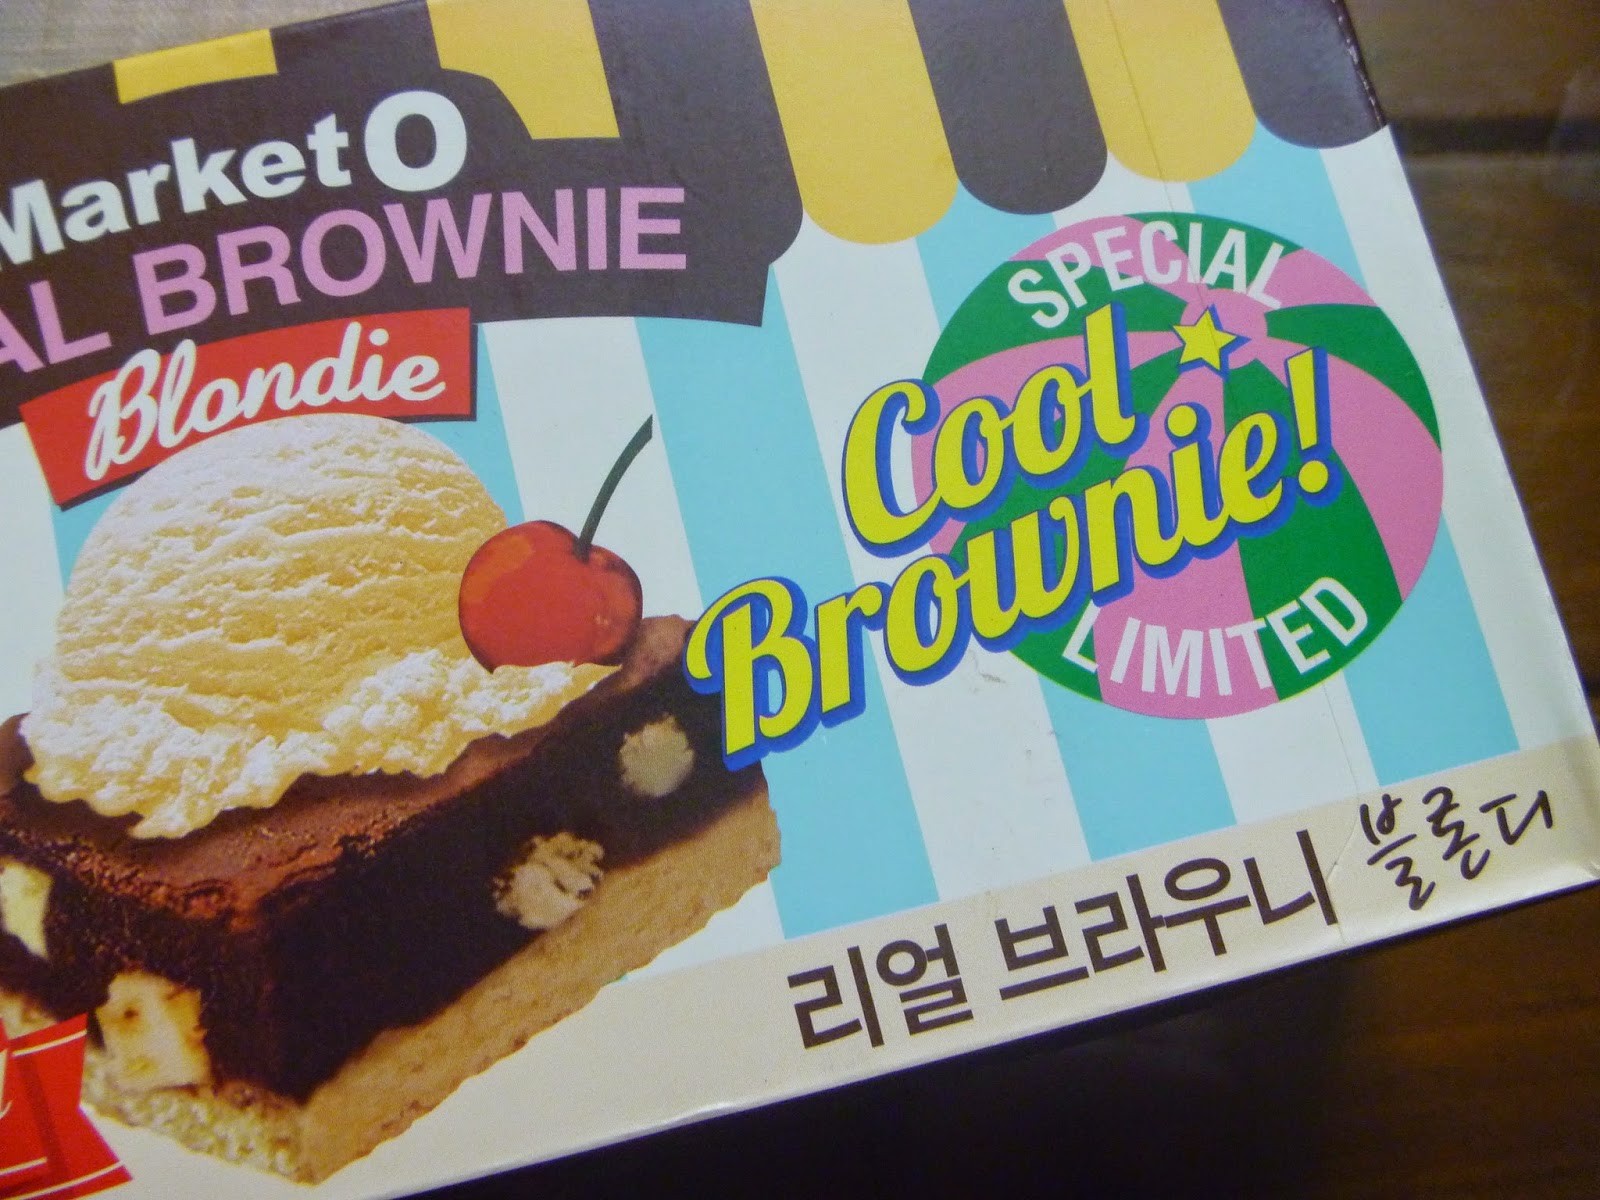 Market O
AL BROWNIE
Blondie
SPECIAL
Cool
Brownie!
LIMITED
리얼 브라우니 블론디